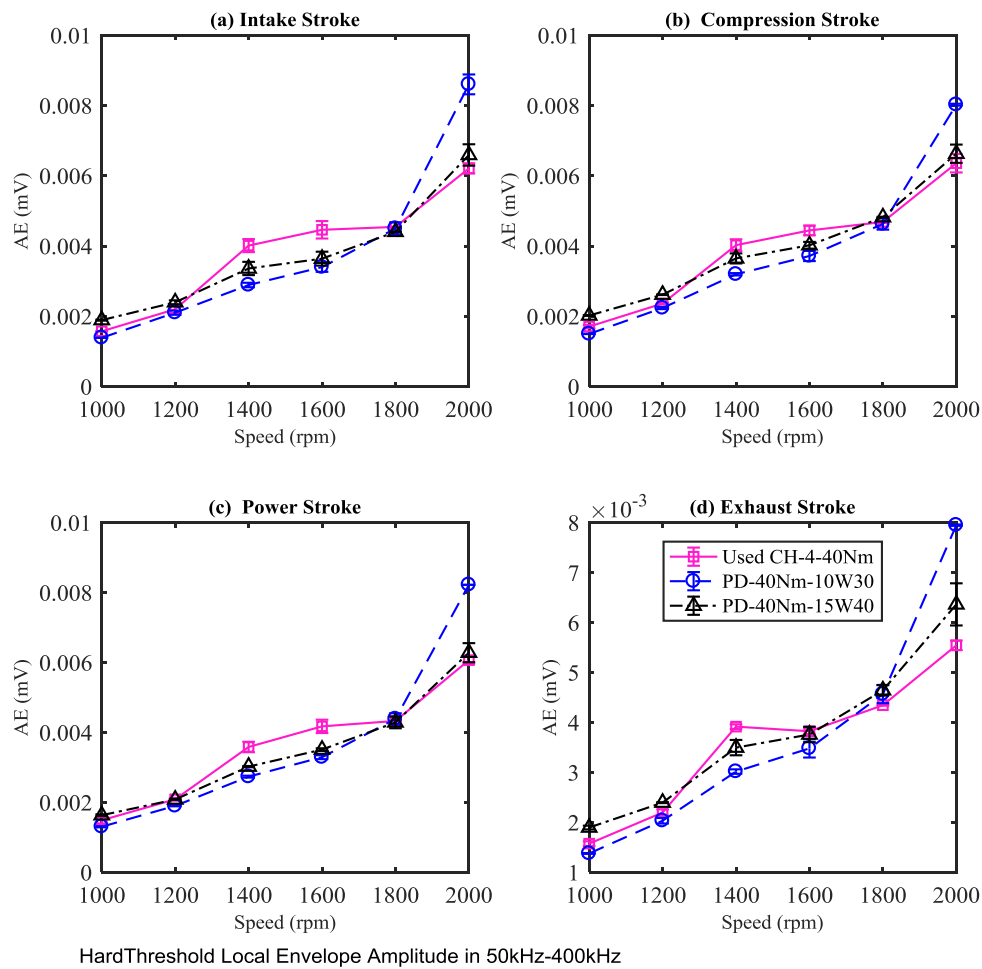 (a) Intake Stroke
0.01
0.008
0.006
0.004
0.002
0
AE (mV)
1000 1200 1400 1600 1800 2000
Speed (rpm)
(b) Compression Stroke
0.01
0.008
0.006
0.004
0.002
0
AE (mV)
1000 1200 1400 1600 1800 2000
Speed (rpm)
(c) Power Stroke
0.01
0.008
0.006
0.004
0.002
0
AE (mV)
1000 1200 1400 1600 1800 2000
Speed (rpm)
×10⁻³
(d) Exhaust Stroke
8
7
6
5
4
3
2
1
AE (mV)
Used CH-4-40Nm
PD-40Nm-10W30
PD-40Nm-15W40
1000 1200 1400 1600 1800 2000
Speed (rpm)
HardThreshold Local Envelope Amplitude in 50kHz-400kHz